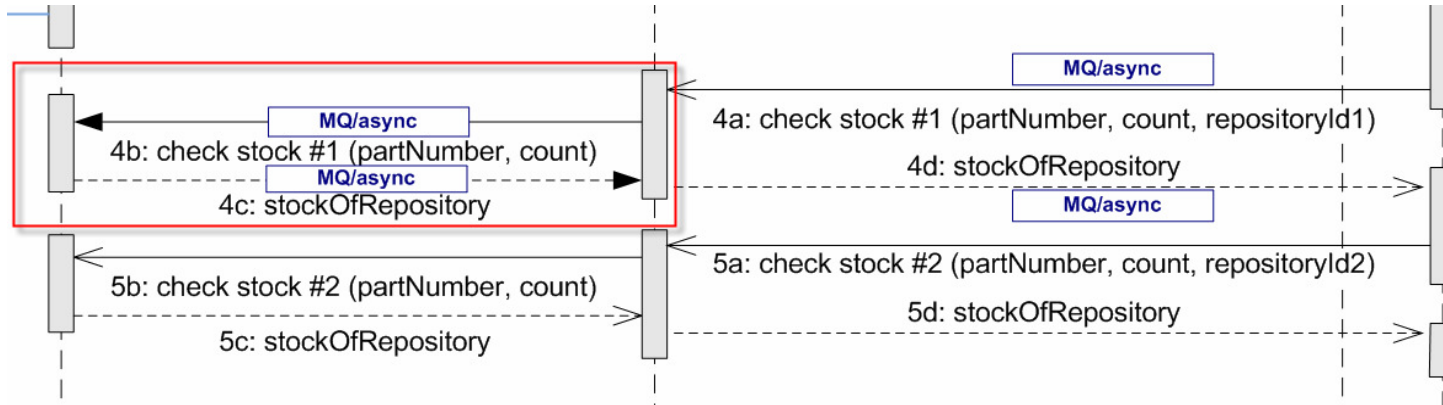 MQ/async
MQ/async
4a: check stock #1 (partNumber, count, repositoryId1)
4b: check stock #1 (partNumber, count)
4d: stockOfRepository
MQ/async
4c: stockOfRepository
MQ/async
5a: check stock #2 (partNumber, count, repositoryId2)
5b: check stock #2 (partNumber, count)
5d: stockOfRepository
5c: stockOfRepository